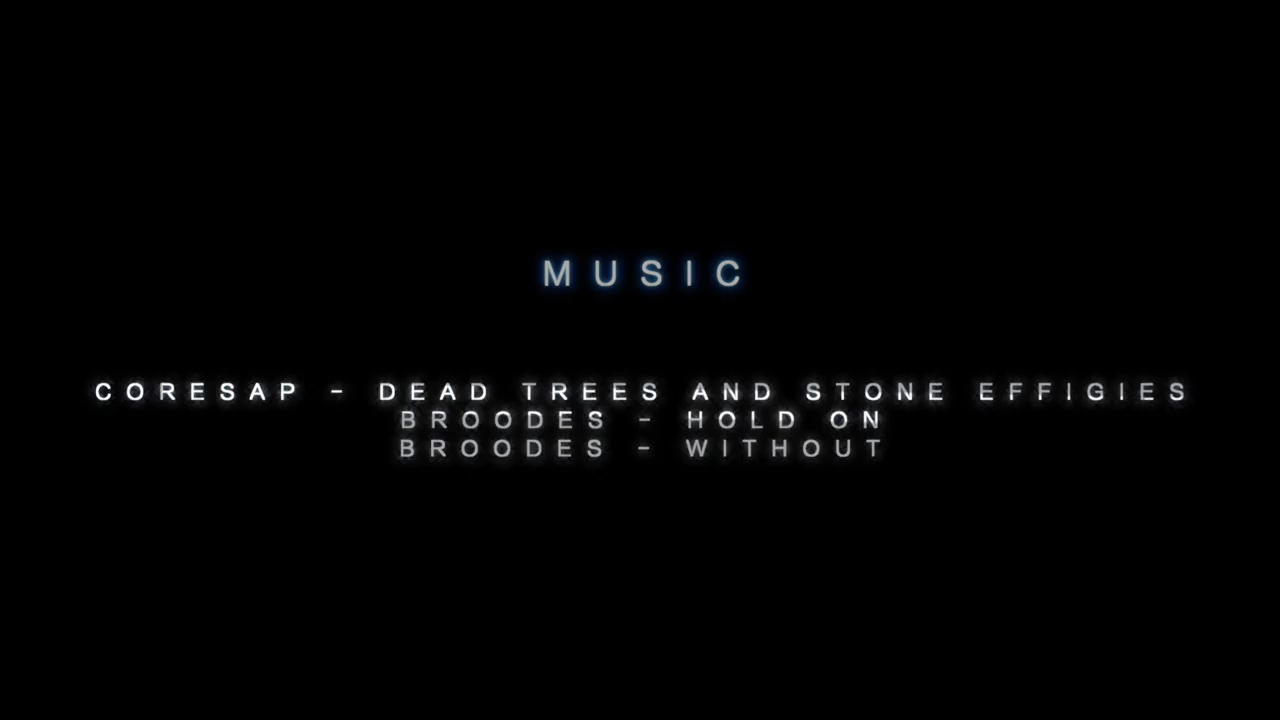 MUSIC
CORESAP - DEAD TREES AND STONE EFFIGIES
BROODES - HOLD ON
BROODES - WITHOUT